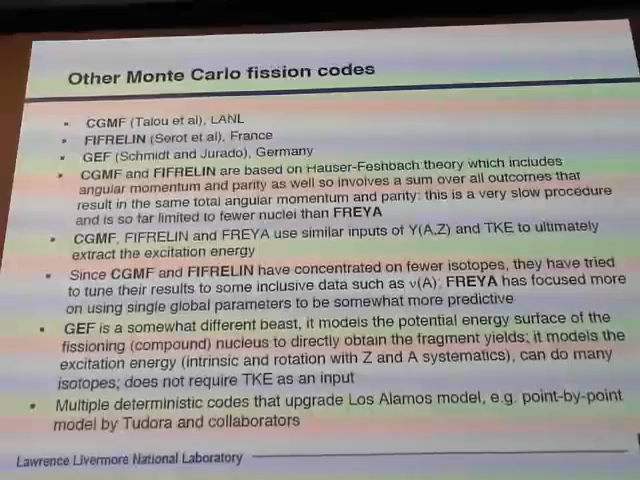 Other Monte Carlo fission codes
• CGMF (Talou et al), LANL
• FIFRELIN (Serot et al), France
• GEF (Schmidt and Jurado), Germany
• CGMF and FIFRELIN are based on Hauser-Feshbach theory which includes
angular momentum and parity as well so involves a sum over all outcomes that
result in the same total angular momentum and parity: this is a very slow procedure
and is so far limited to fewer nuclei than FREYA
• CGMF, FIFRELIN and FREYA use similar inputs of Y(A,Z) and TKE to ultimately
extract the excitation energy
• Since CGMF and FIFRELIN have concentrated on fewer isotopes, they have tried
to tune their results to some inclusive data such as ν(A); FREYA has focused more
on using single global parameters to be somewhat more predictive
• GEF is a somewhat different beast, it models the potential energy surface of the
fissioning (compound) nucleus to directly obtain the fragment yields; it models the
excitation energy (intrinsic and rotation with Z and A systematics), can do many
isotopes; does not require TKE as an input
• Multiple deterministic codes that upgrade Los Alamos model, e.g. point-by-point
model by Tudora and collaborators
Lawrence Livermore National Laboratory